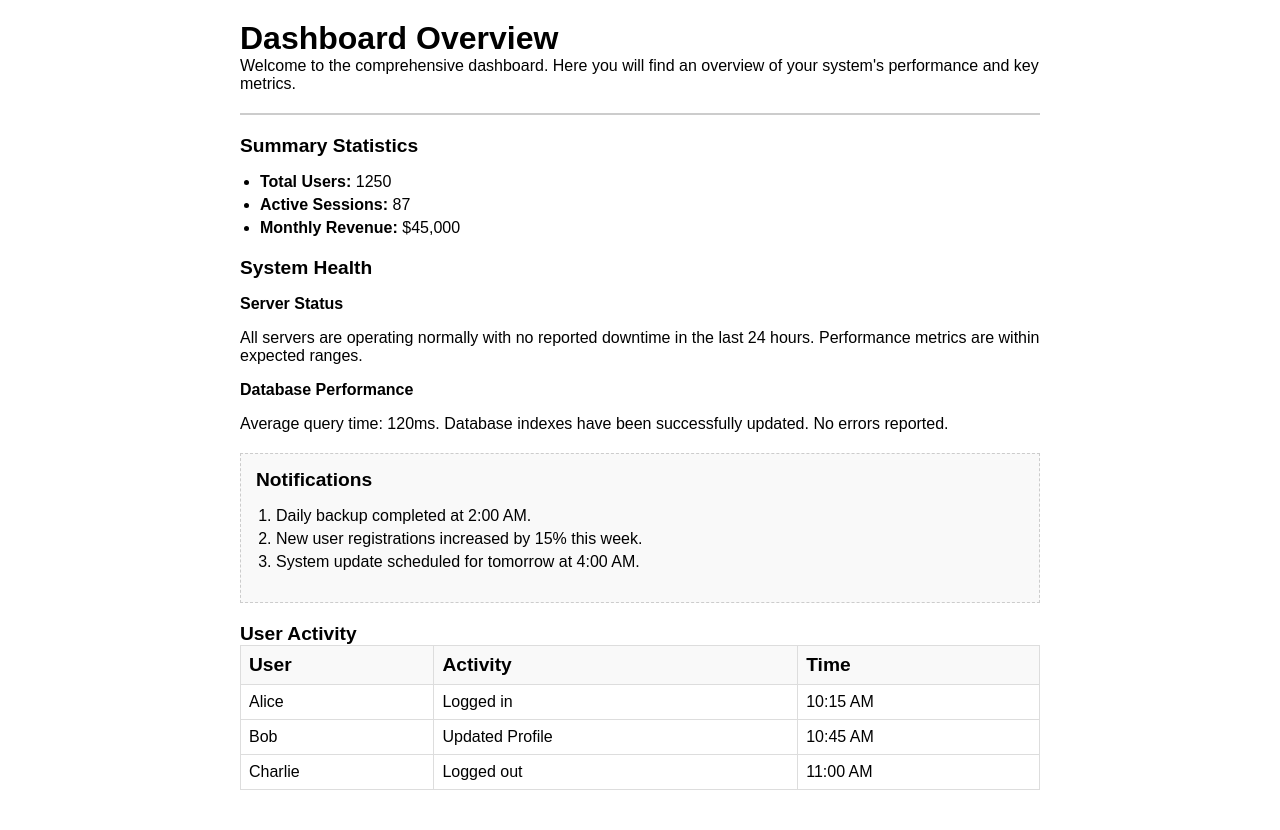 Dashboard Overview
Welcome to the comprehensive dashboard. Here you will find an overview of your system's performance and key
metrics.
Summary Statistics
• Total Users: 1250
• Active Sessions: 87
• Monthly Revenue: $45,000
System Health
Server Status
All servers are operating normally with no reported downtime in the last 24 hours. Performance metrics are within
expected ranges.
Database Performance
Average query time: 120ms. Database indexes have been successfully updated. No errors reported.
Notifications
1. Daily backup completed at 2:00 AM.
2. New user registrations increased by 15% this week.
3. System update scheduled for tomorrow at 4:00 AM.
User Activity
User Activity Time
Alice Logged in 10:15 AM
Bob Updated Profile 10:45 AM
Charlie Logged out 11:00 AM